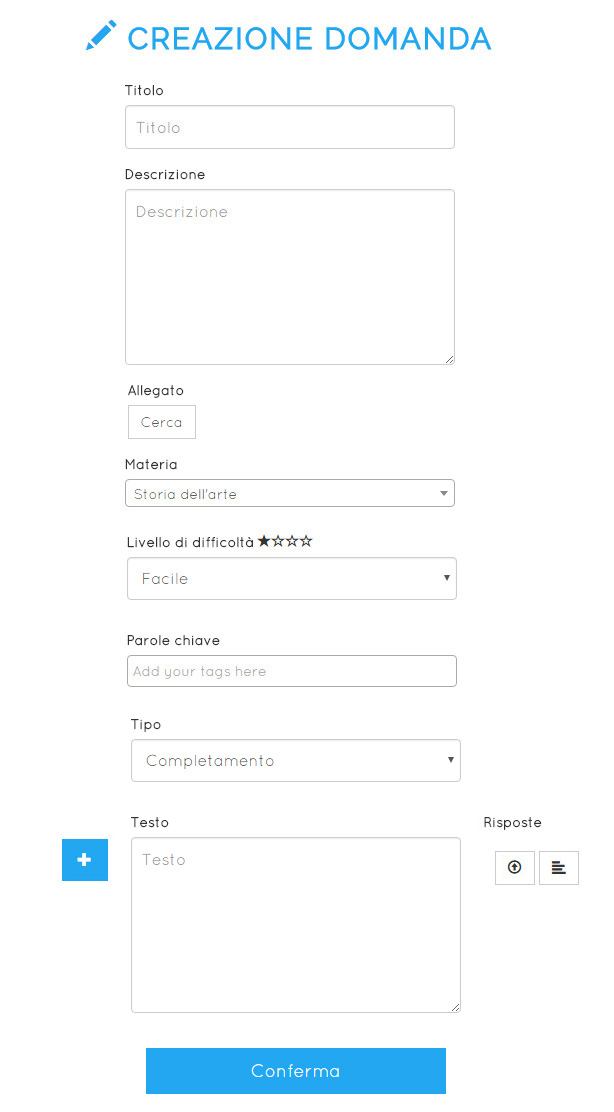 CREAZIONE DOMANDA
Titolo
Titolo
Descrizione
Descrizione
Allegato
Cerca
Materia
Storia dell'arte
Livello di difficoltà ★☆☆☆
Facile
Parole chiave
Add your tags here
Tipo
Completamento
Testo
Risposte
Testo
Conferma